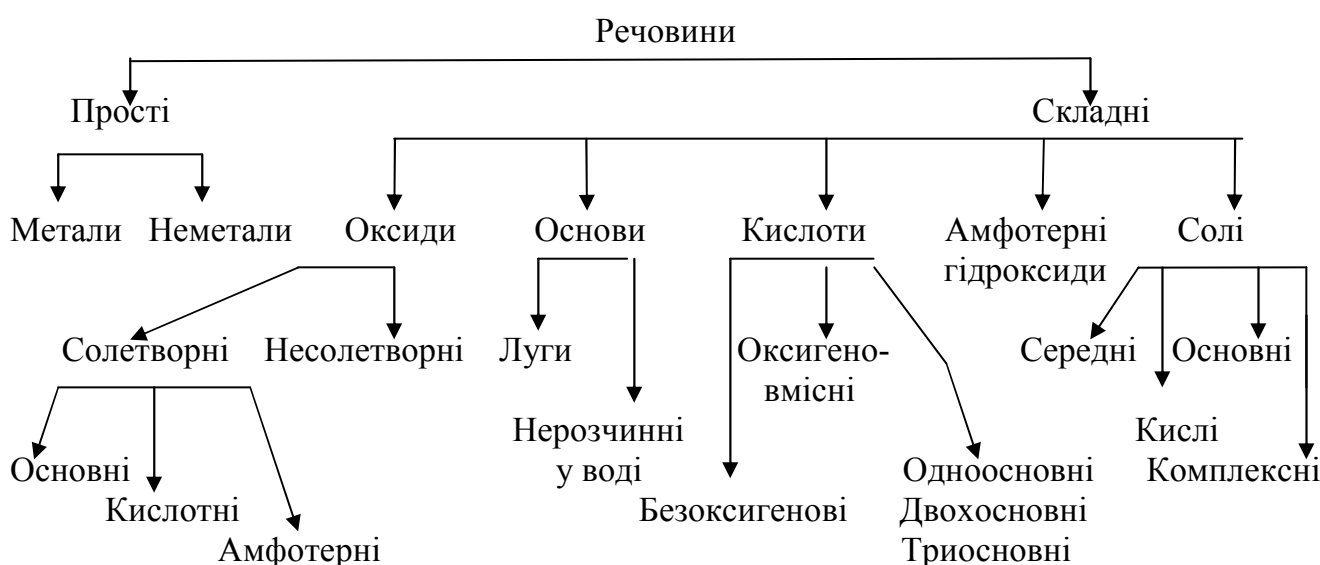 Речовини
Прості Складні
Метали Неметали Оксиди Основи Кислоти Амфотерні гідроксиди Солі
Солетворні Несолетворні Луги Оксигено-
вмісні Середні Основні
Нерозчинні
у воді Кислі
Основні Одноосновні Комплексні
Кислотні Безоксигенові Двохосновні
Амфотерні Триосновні